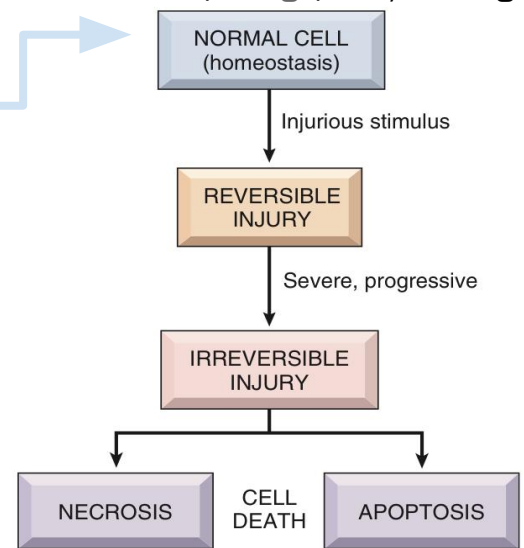 NORMAL CELL
(homeostasis)
Injurious stimulus
REVERSIBLE
INJURY
Severe, progressive
IRREVERSIBLE
INJURY
NECROSIS
CELL
DEATH
APOPTOSIS